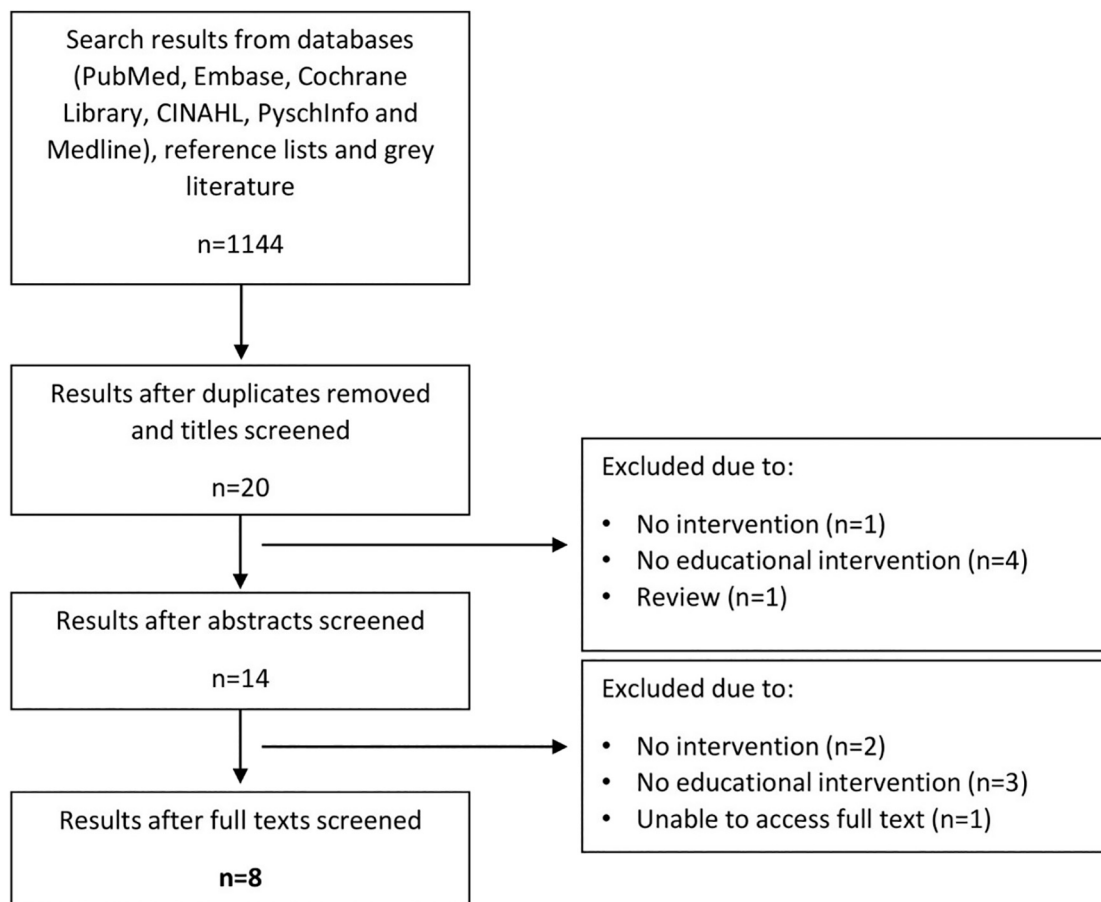 Search results from databases
(PubMed, Embase, Cochrane
Library, CINAHL, PyschInfo and
Medline), reference lists and grey
literature
n=1144
Results after duplicates removed
and titles screened
n=20
Excluded due to:
• No intervention (n=1)
• No educational intervention (n=4)
• Review (n=1)
Results after abstracts screened
n=14
Excluded due to:
• No intervention (n=2)
• No educational intervention (n=3)
• Unable to access full text (n=1)
Results after full texts screened
n=8